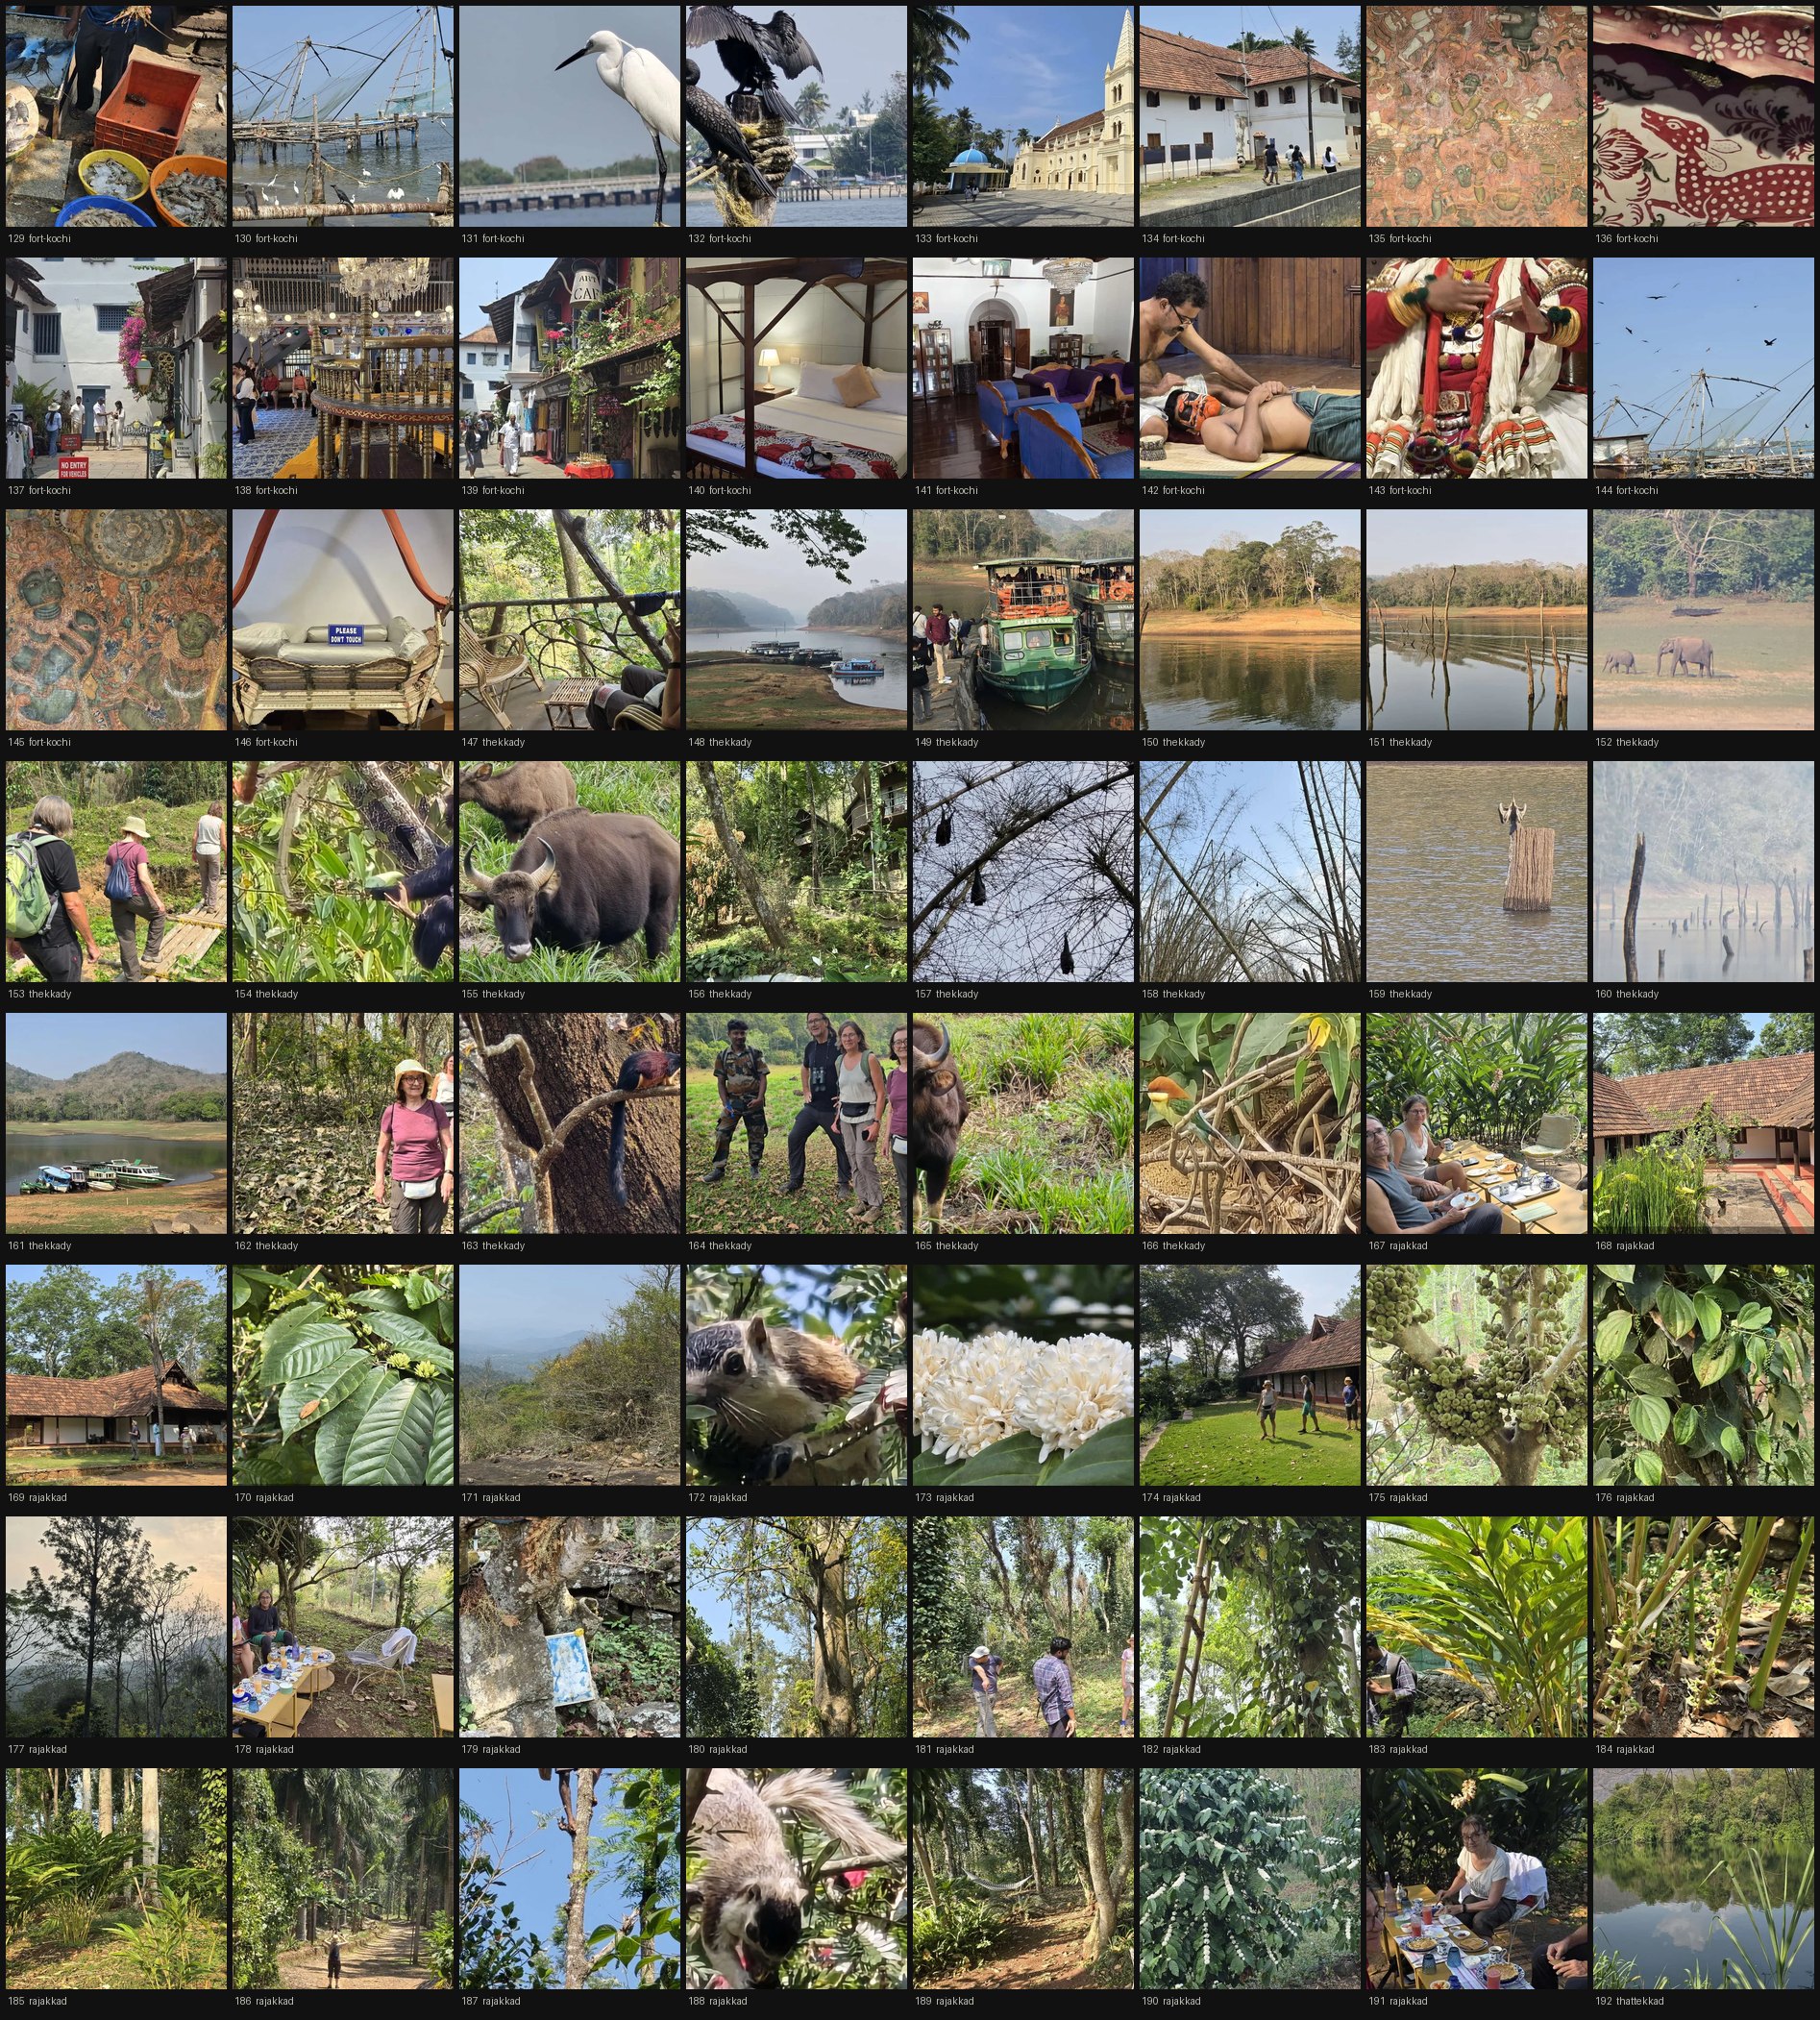 129 fort-kochi
130 fort-kochi
131 fort-kochi
132 fort-kochi
133 fort-kochi
134 fort-kochi
135 fort-kochi
136 fort-kochi
NO ENTRY
FOR VEHICLES
ART
CAF
THE GLASS
137 fort-kochi
138 fort-kochi
139 fort-kochi
140 fort-kochi
141 fort-kochi
142 fort-kochi
143 fort-kochi
144 fort-kochi
PLEASE
DON'T TOUCH
PERIYAR
145 fort-kochi
146 fort-kochi
147 thekkady
148 thekkady
149 thekkady
150 thekkady
151 thekkady
152 thekkady
153 thekkady
154 thekkady
155 thekkady
156 thekkady
157 thekkady
158 thekkady
159 thekkady
160 thekkady
161 thekkady
162 thekkady
163 thekkady
164 thekkady
165 thekkady
166 thekkady
167 rajakkad
168 rajakkad
169 rajakkad
170 rajakkad
171 rajakkad
172 rajakkad
173 rajakkad
174 rajakkad
175 rajakkad
176 rajakkad
177 rajakkad
178 rajakkad
179 rajakkad
180 rajakkad
181 rajakkad
182 rajakkad
183 rajakkad
184 rajakkad
185 rajakkad
186 rajakkad
187 rajakkad
188 rajakkad
189 rajakkad
190 rajakkad
191 rajakkad
192 thattekkad